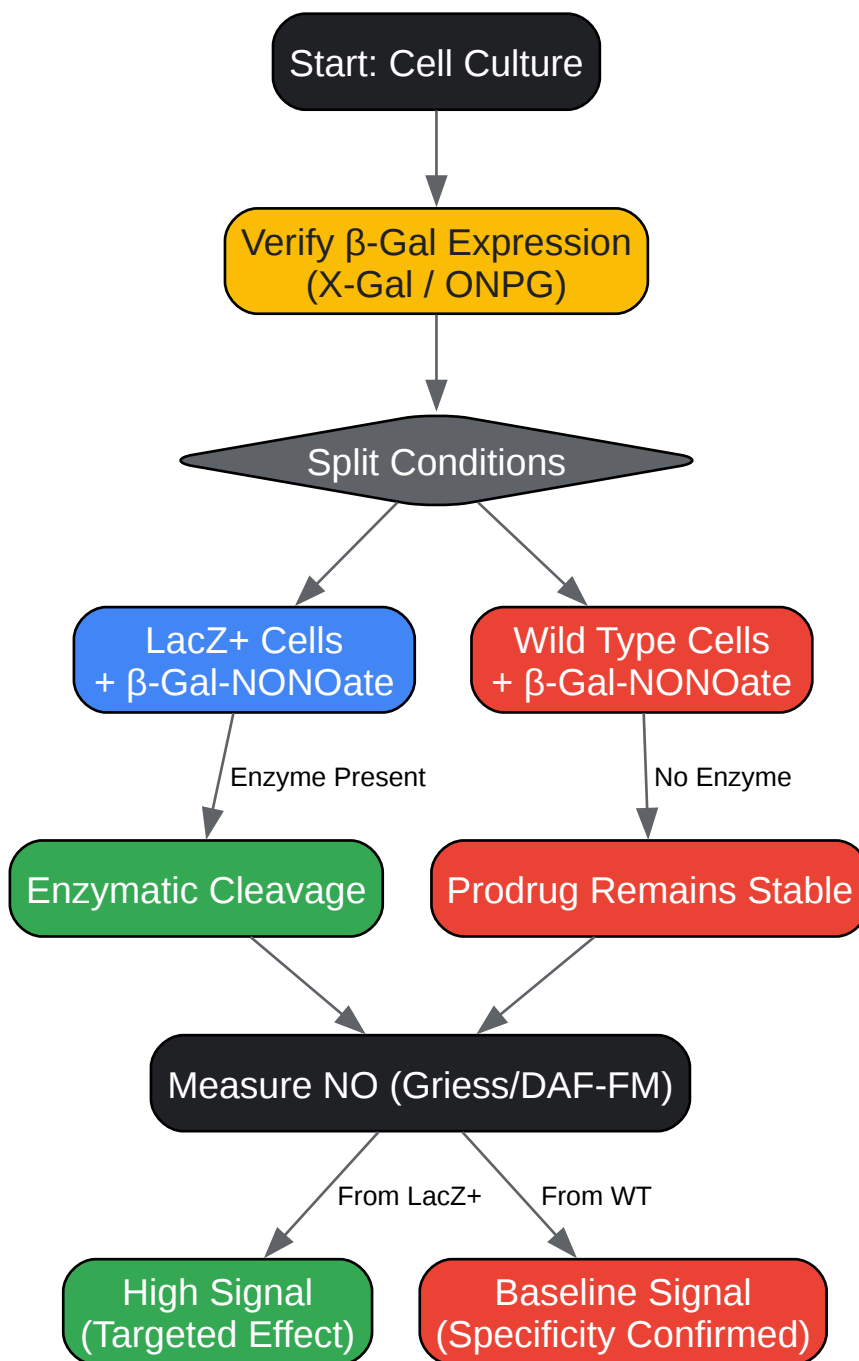 Start: Cell Culture
Verify β-Gal Expression
(X-Gal / ONPG)
Split Conditions
LacZ+ Cells
+ β-Gal-NONOate
Wild Type Cells
+ β-Gal-NONOate
Enzyme Present
No Enzyme
Enzymatic Cleavage
Prodrug Remains Stable
Measure NO (Griess/DAF-FM)
From LacZ+
From WT
High Signal
(Targeted Effect)
Baseline Signal
(Specificity Confirmed)